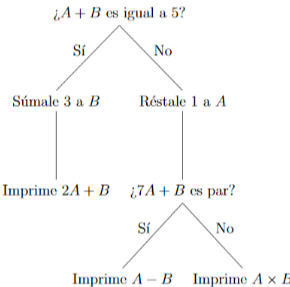 ¿A + B es igual a 5?
Sí No
Súmale 3 a B Réstale 1 a A
Imprime 2A + B ¿7A + B es par?
Sí No
Imprime A − B Imprime A × B